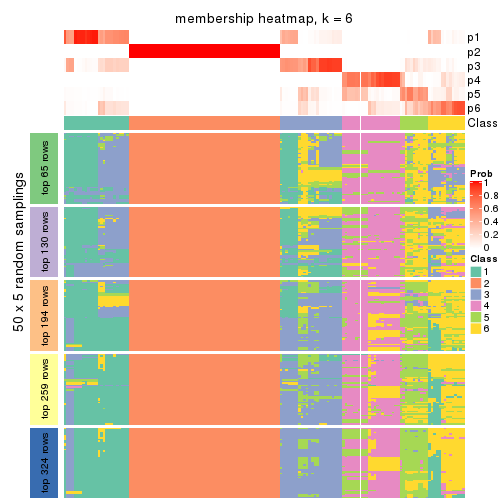 membership heatmap, k = 6
p1
p2
p3
p4
p5
p6
Class
50 x 5 random samplings
top 65 rows
top 130 rows
top 194 rows
top 259 rows
top 324 rows
Prob
1
0.8
0.6
0.4
0.2
0
Class
1
2
3
4
5
6